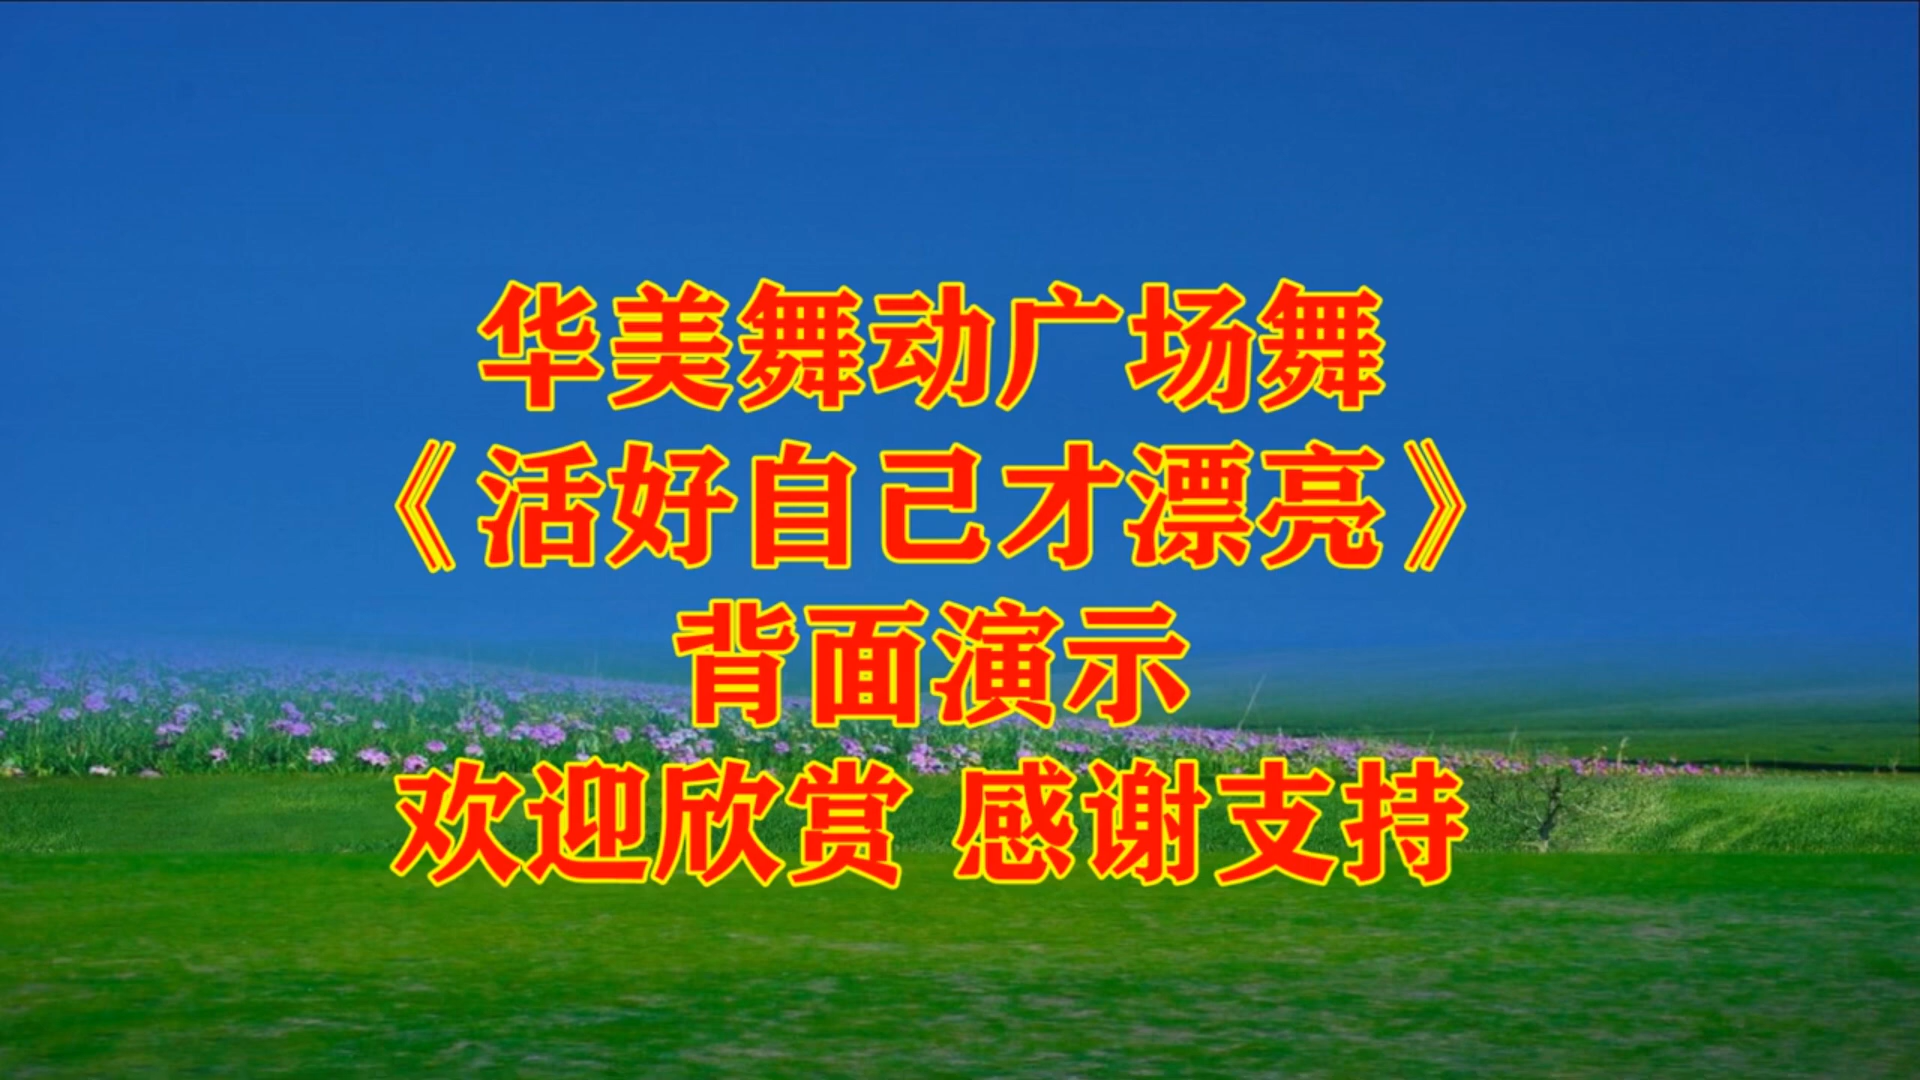 华美舞动广场舞
《活好自己才漂亮》
背面演示
欢迎欣赏 感谢支持